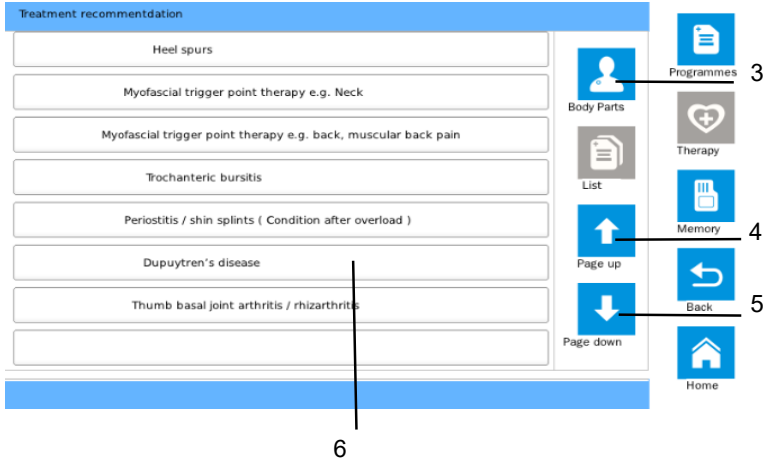 Treatment recommentdation
Heel spurs
Myofascial trigger point therapy e.g. Neck
Myofascial trigger point therapy e.g. back, muscular back pain
Trochanteric bursitis
Periostitis / shin splints ( Condition after overload )
Dupuytren's disease
Thumb basal joint arthritis / rhizarthritis
Body Parts
List
Page up
Page down
Programmes
Therapy
Memory
Back
Home
3
4
5
6